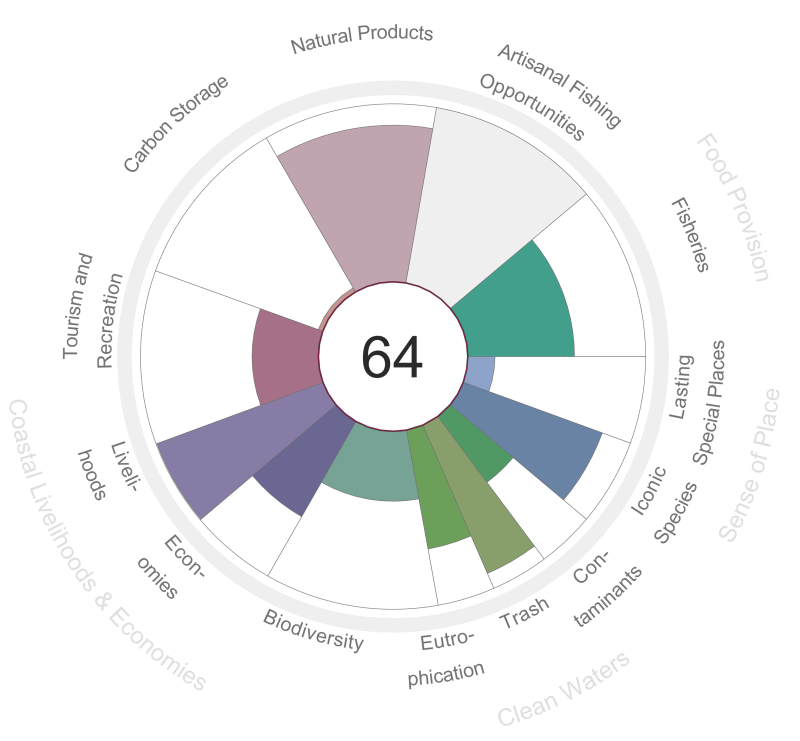 Natural Products
Artisanal Fishing
Opportunities
Carbon Storage
Food Provision
Fisheries
Tourism and
Recreation
64
Lasting
Special Places
Sense of Place
Iconic
Species
Liveli-
hoods
Coastal Livelihoods & Economies
Econ-
omies
Con-
taminants
Trash
Biodiversity
Eutro-
phication
Clean Waters